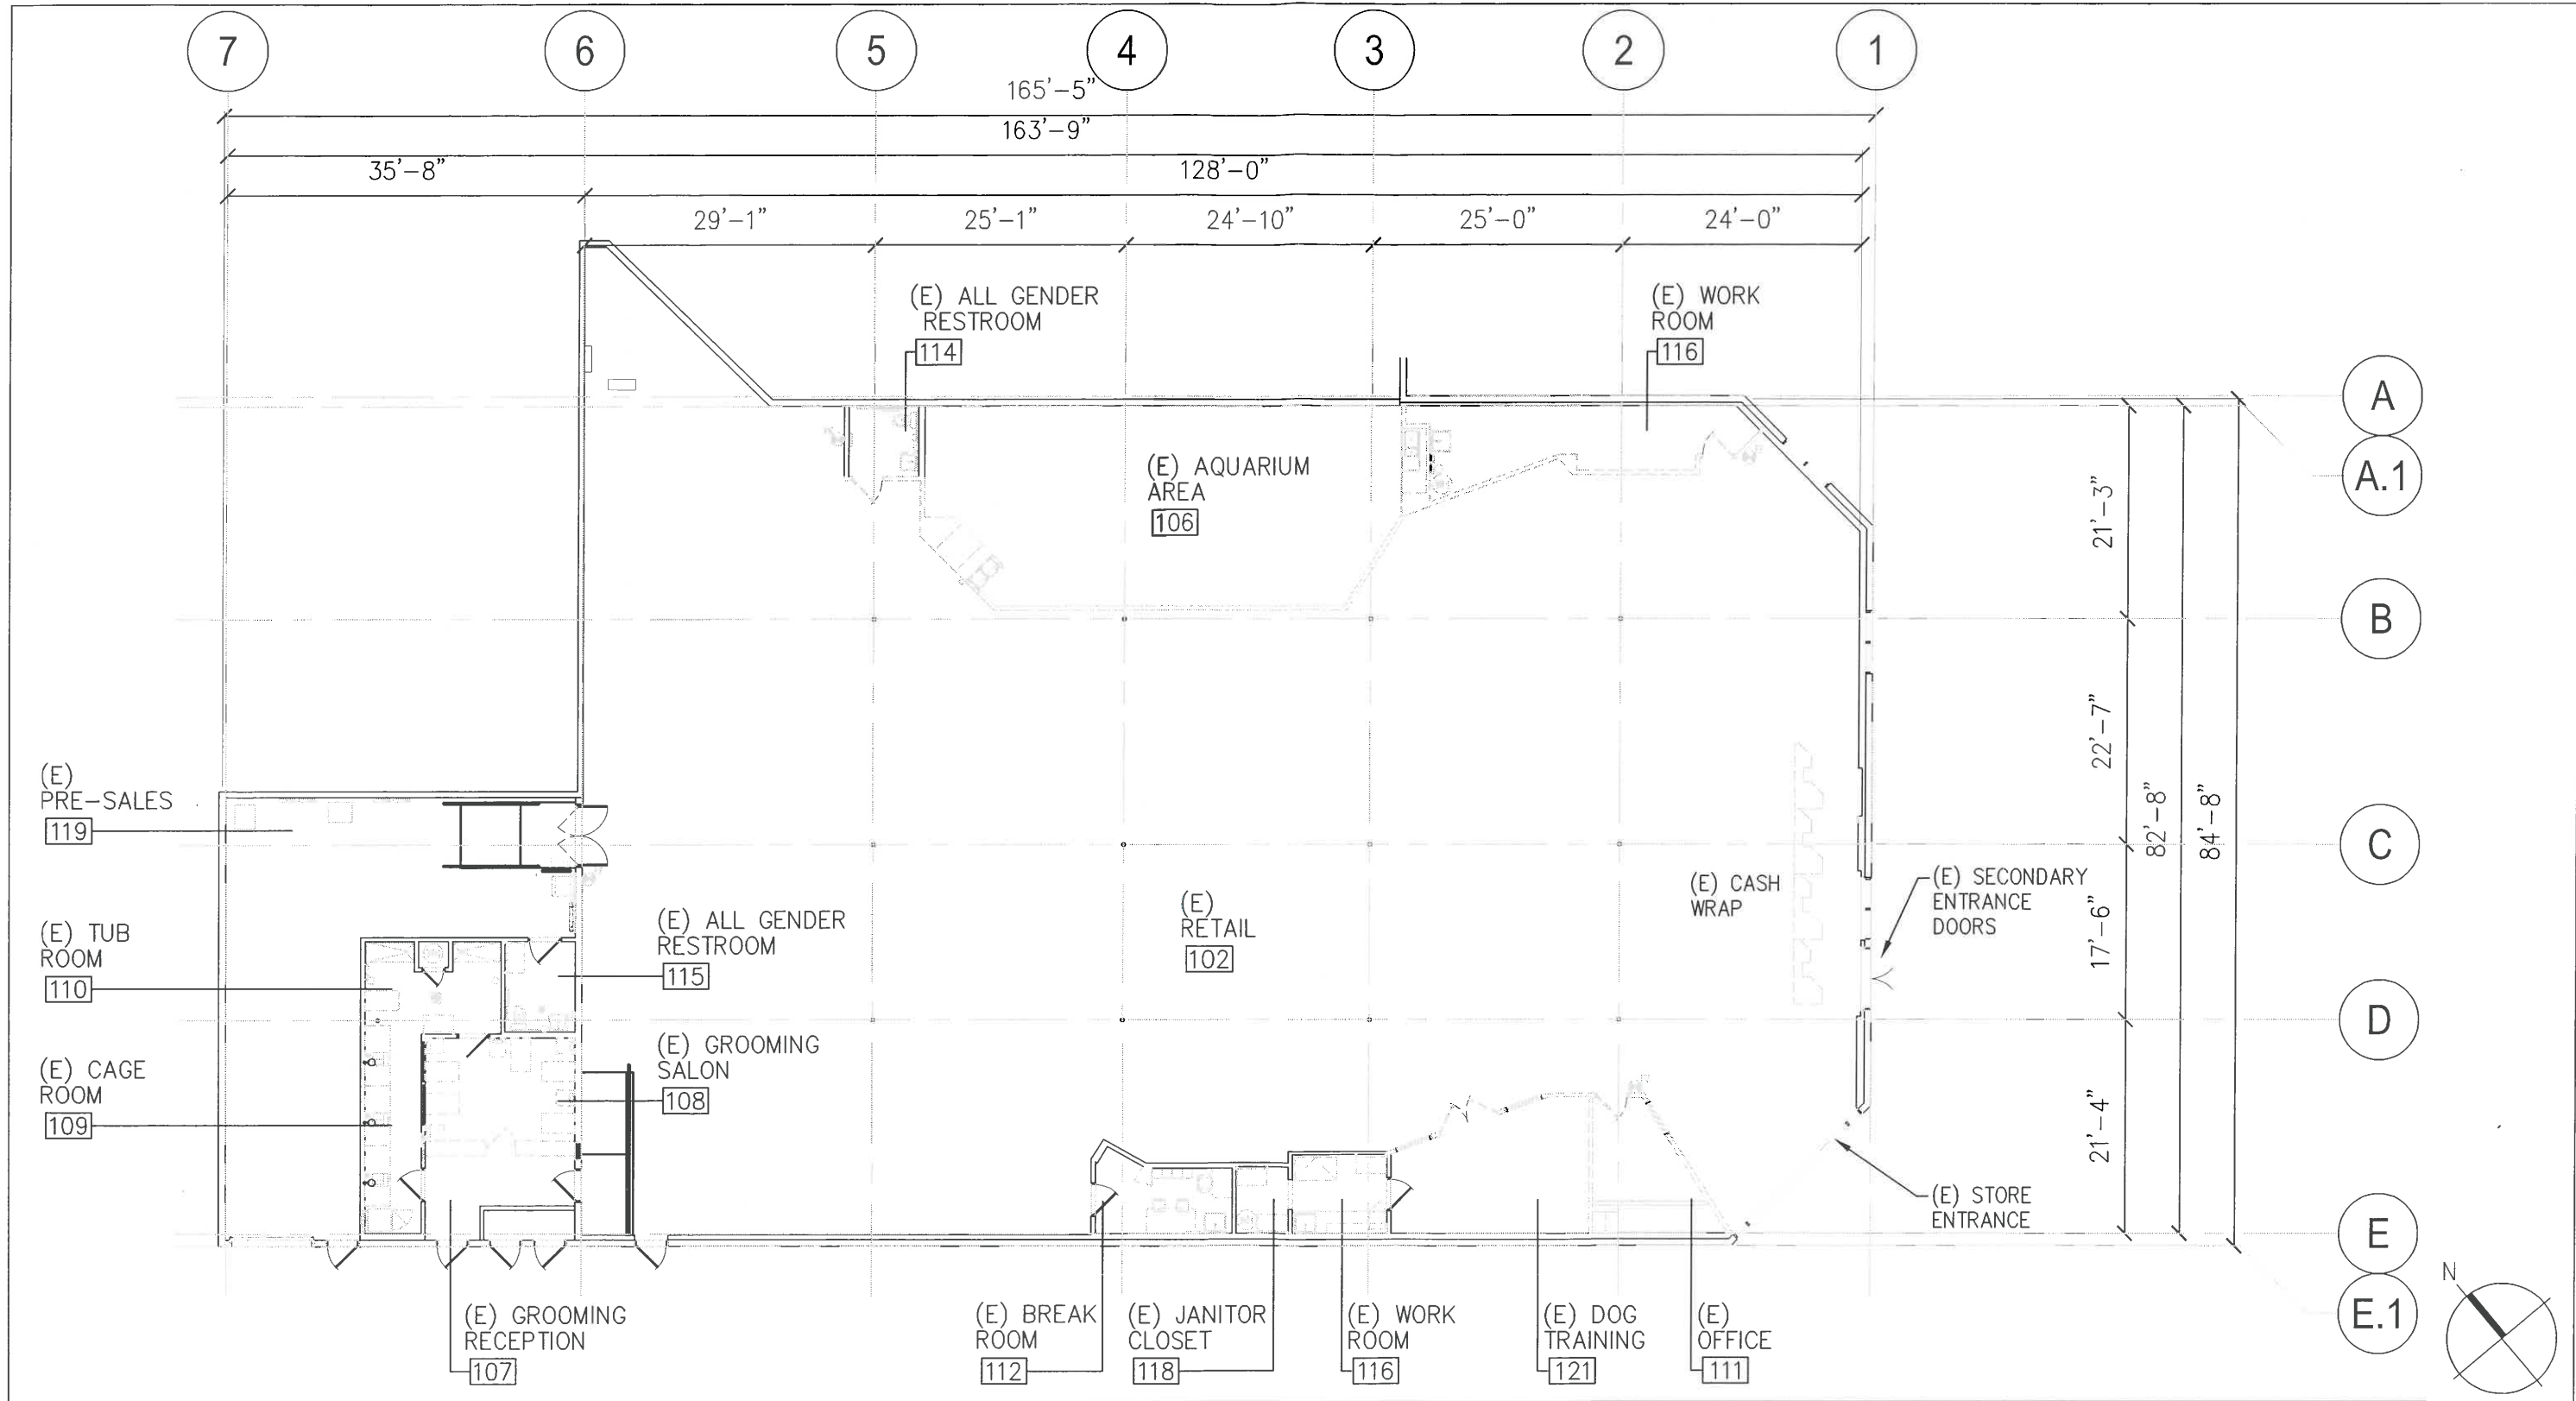 7 6 5 4 3 2 1
165'-5"
163'-9"
35'-8" 128'-0"
29'-1" 25'-1" 24'-10" 25'-0" 24'-0"
(E) ALL GENDER
RESTROOM
114
(E) WORK
ROOM
116
(E) AQUARIUM
AREA
106
A
A.1
B
C
D
E
E.1
21'-3"
22'-7"
17'-6"
21'-4"
82'-8"
84'-8"
(E)
PRE-SALES
119
(E) TUB
ROOM
110
(E) CAGE
ROOM
109
(E) ALL GENDER
RESTROOM
115
(E) GROOMING
SALON
108
(E)
RETAIL
102
(E) CASH
WRAP
(E) SECONDARY
ENTRANCE
DOORS
(E) STORE
ENTRANCE
(E) GROOMING
RECEPTION
107
(E) BREAK
ROOM
112
(E) JANITOR
CLOSET
118
(E) WORK
ROOM
116
(E) DOG
TRAINING
121
(E)
OFFICE
111
N